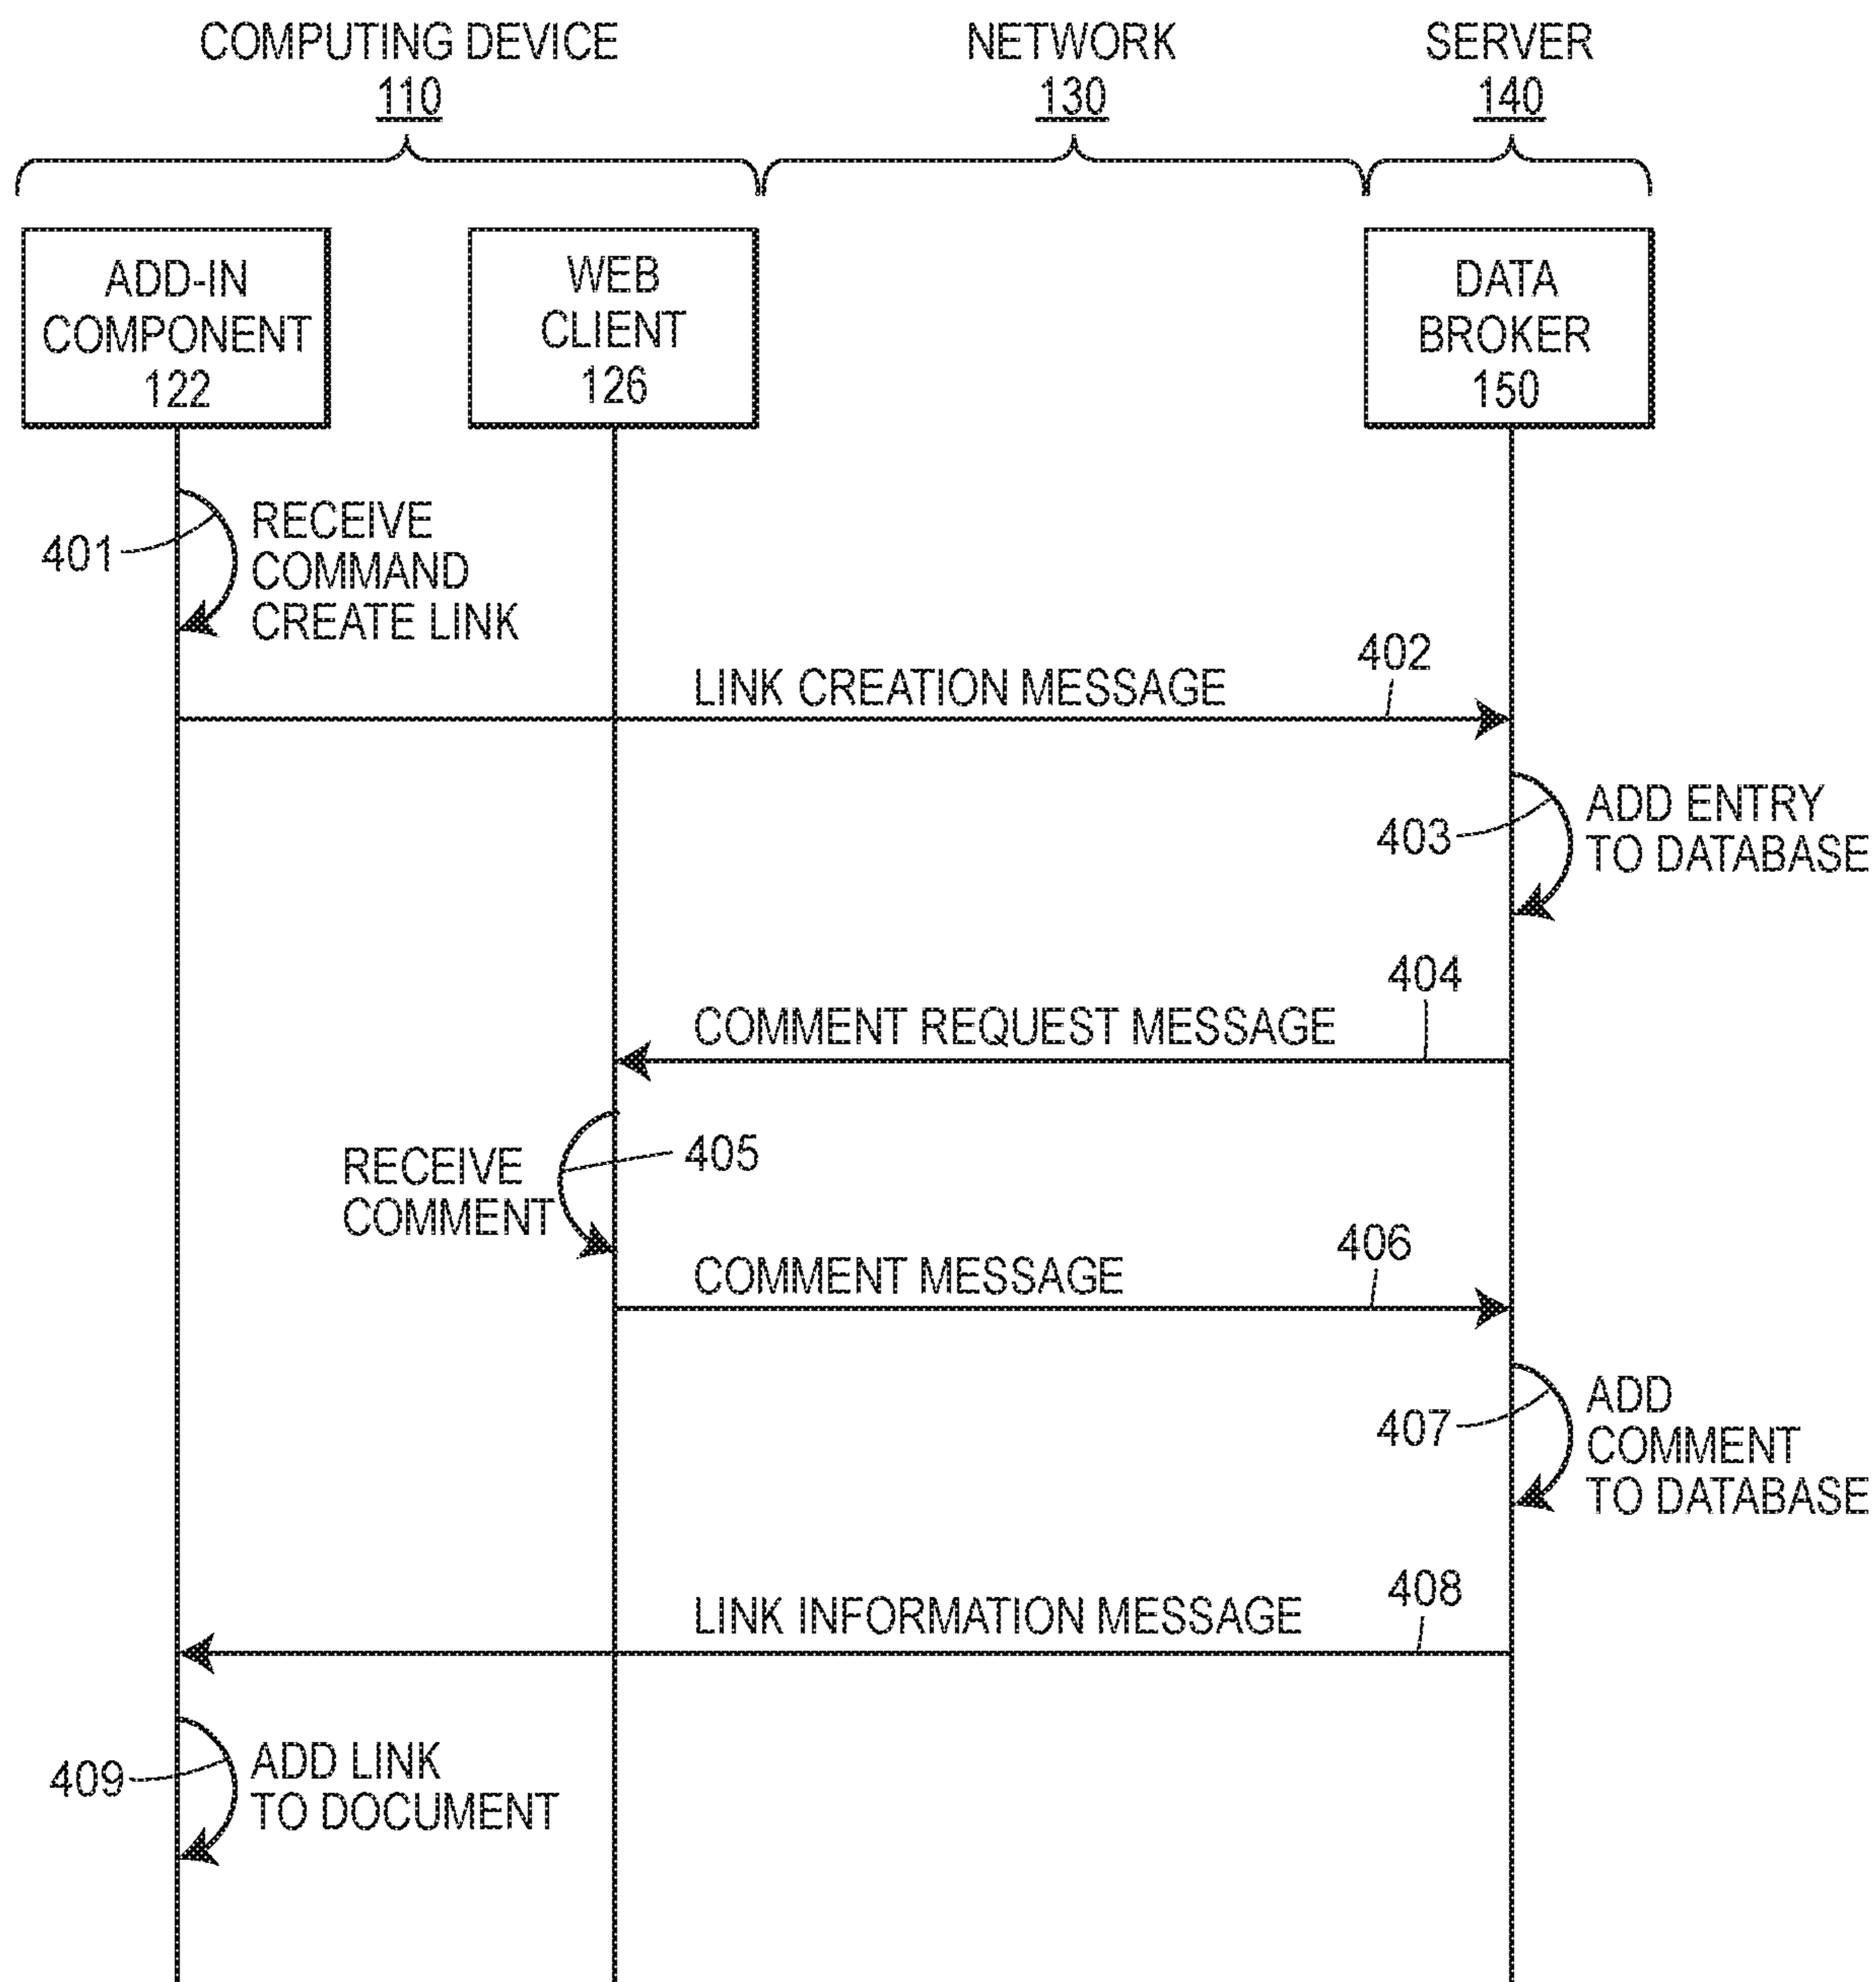 COMPUTING DEVICE
110
NETWORK
130
SERVER
140
ADD-IN
COMPONENT
122
WEB
CLIENT
126
DATA
BROKER
150
401
RECEIVE
COMMAND
CREATE LINK
LINK CREATION MESSAGE
402
403
ADD ENTRY
TO DATABASE
404
COMMENT REQUEST MESSAGE
RECEIVE
COMMENT
405
406
COMMENT MESSAGE
407
ADD
COMMENT
TO DATABASE
408
LINK INFORMATION MESSAGE
409
ADD LINK
TO DOCUMENT